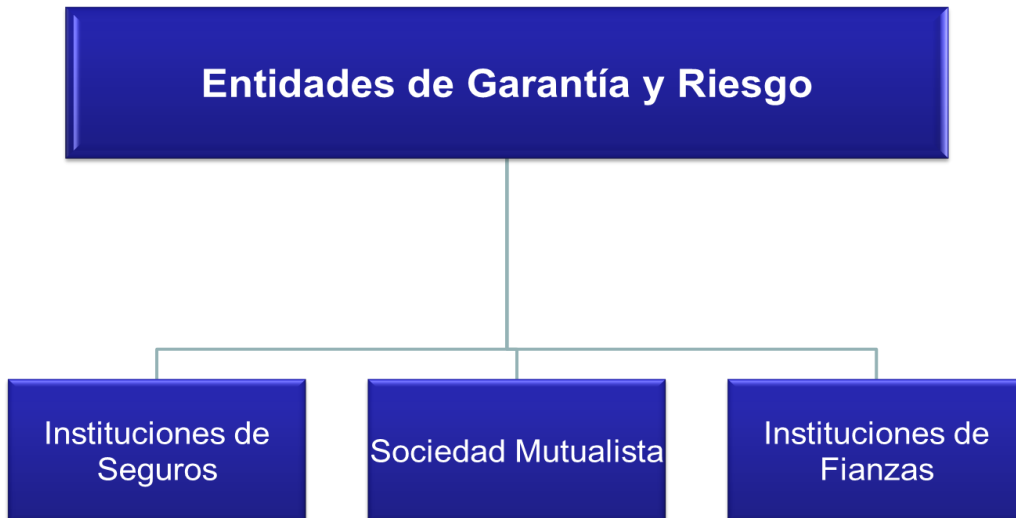 Entidades de Garantía y Riesgo
Instituciones de
Seguros
Sociedad Mutualista
Instituciones de
Fianzas